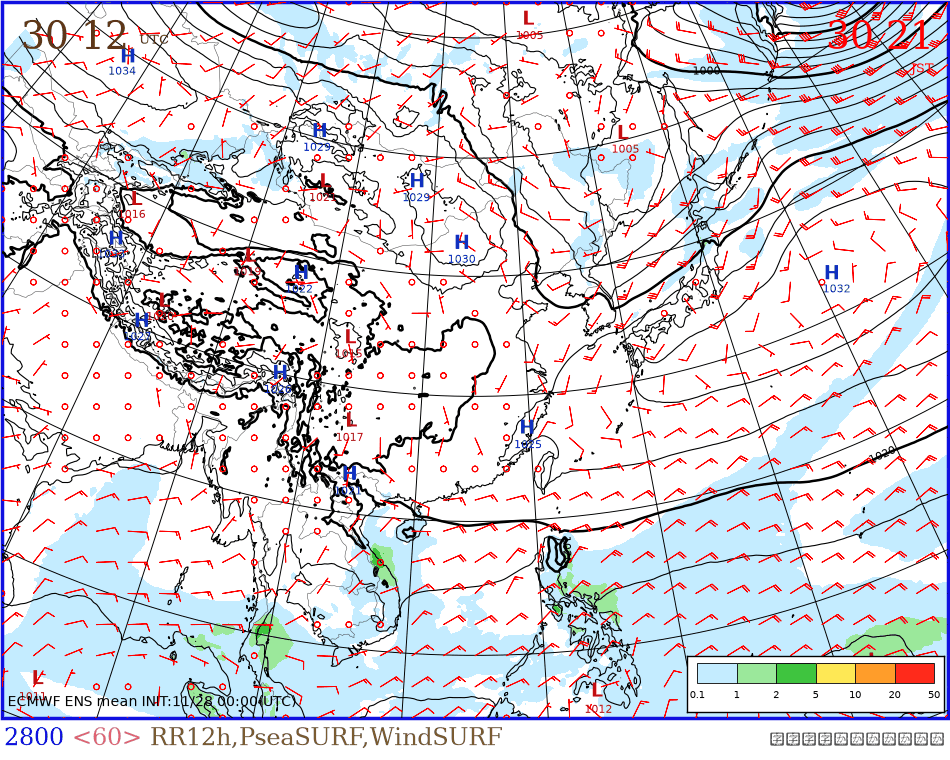 30 12 UTC
30 21 JST
H 1034
L 1005
1000
H 1029
L 1005
L
H 1029
L 1016
H
H 1030
L
H 1022
H 1032
L
H
L 1015
H
L 1017
H 1025
H 1021
1020
L 1011
L 1012
0.1 1 2 5 10 20 50
ECMWF ENS mean INIT:11/28 00:00(UTC)
2800 <60> RR12h,PseaSURF,WindSURF